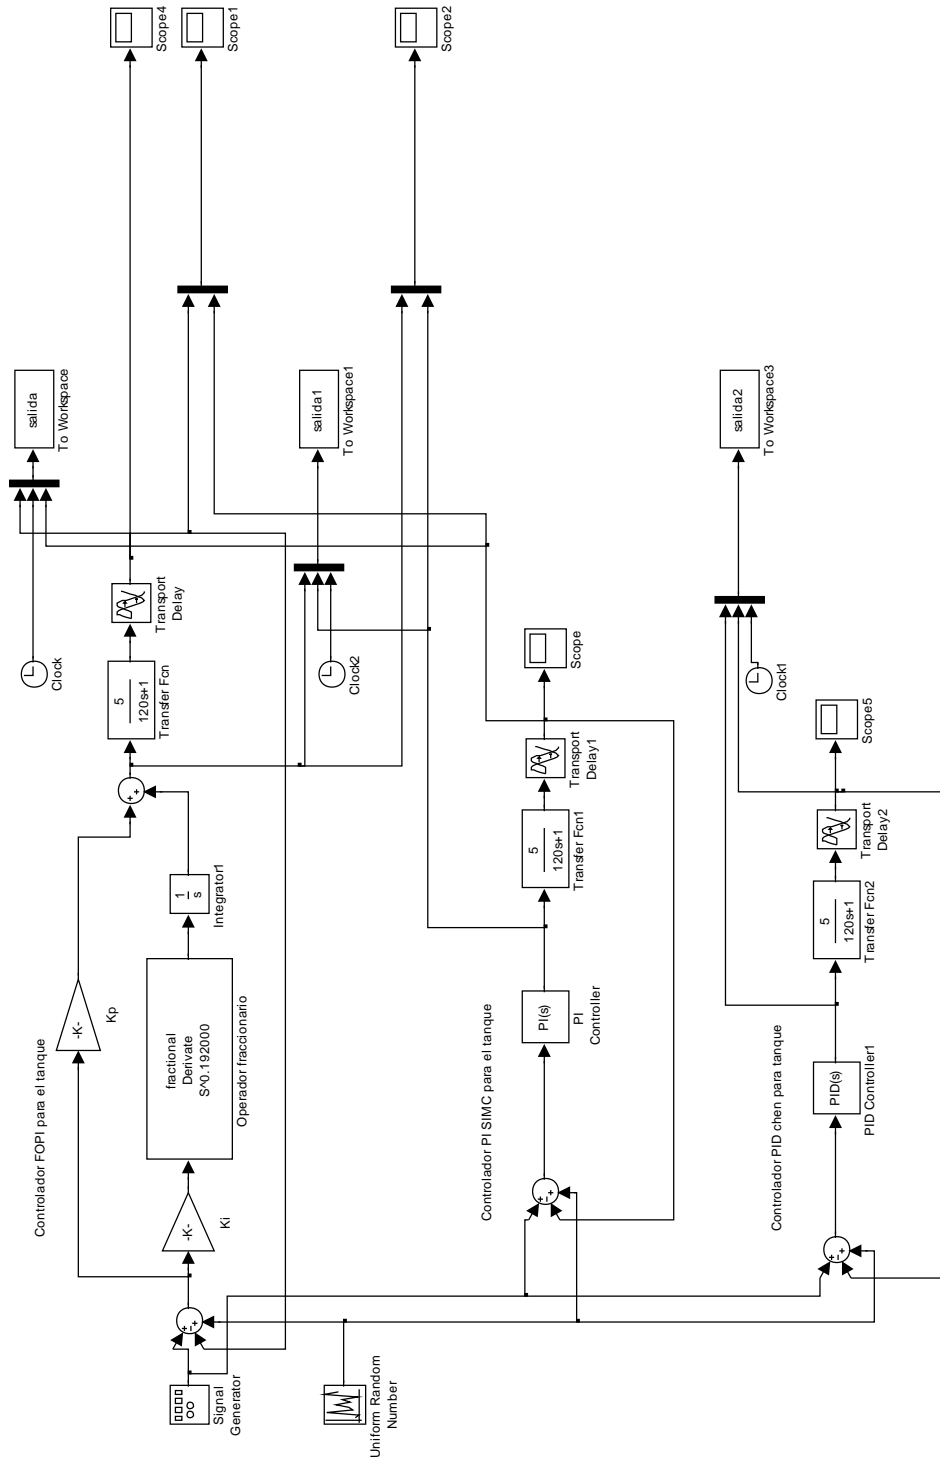 Controlador FOPI para el tanque
Signal
Generator
-K-
Ki
fractional
Derivate
S^0.192000
Operador fraccionario
-K-
Kp
1
s
Integrator1
5
120s+1
Transfer Fcn
Transport
Delay
Clock
salida
To Workspace
Scope4
Scope1
Uniform Random
Number
Clock2
salida1
To Workspace1
Scope2
Controlador PI SIMC para el tanque
PI(s)
PI
Controller
5
120s+1
Transfer Fcn1
Transport
Delay1
Scope
Controlador PID chen para tanque
PID(s)
PID Controller1
5
120s+1
Transfer Fcn2
Transport
Delay2
Scope5
Clock1
salida2
To Workspace3